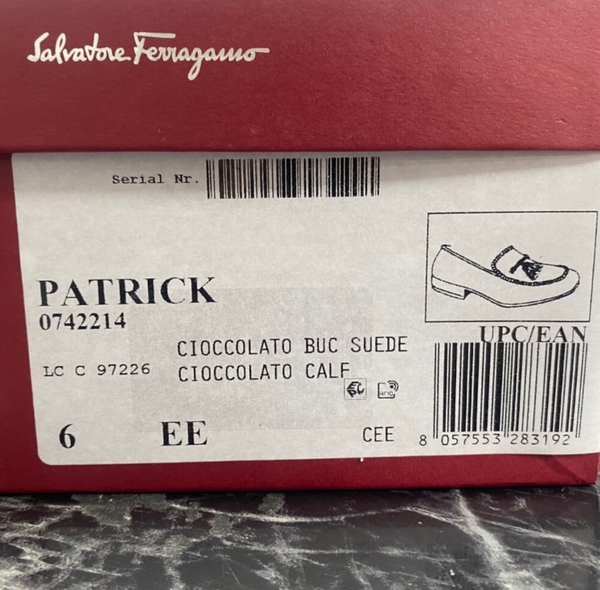 Salvatore Ferragamo
Serial Nr.
PATRICK
0742214
UPC/EAN
CIOCCOLATO BUC SUEDE
LC C 97226 CIOCCOLATO CALF
6 EE CEE 8 057553 283192